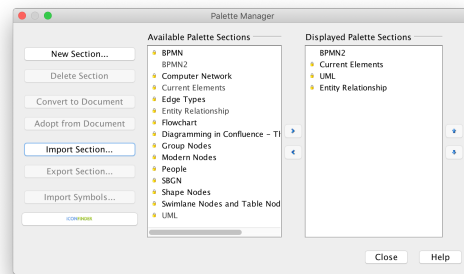 Palette Manager
New Section...
Delete Section
Convert to Document
Adopt from Document
Import Section...
Export Section...
Import Symbols...
ICONFINDER
Available Palette Sections
BPMN
BPMN2
Computer Network
Current Elements
Edge Types
Entity Relationship
Flowchart
Diagramming in Confluence - Th
Group Nodes
Modern Nodes
People
SBGN
Shape Nodes
Swimlane Nodes and Table Nod
UML
Displayed Palette Sections
BPMN2
Current Elements
UML
Entity Relationship
Close
Help